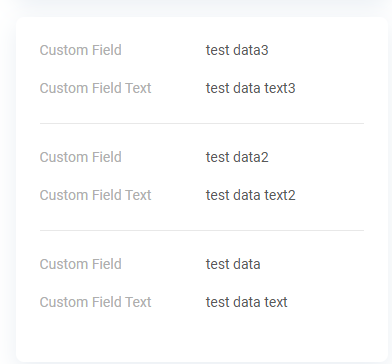 Custom Field test data3
Custom Field Text test data text3
Custom Field test data2
Custom Field Text test data text2
Custom Field test data
Custom Field Text test data text